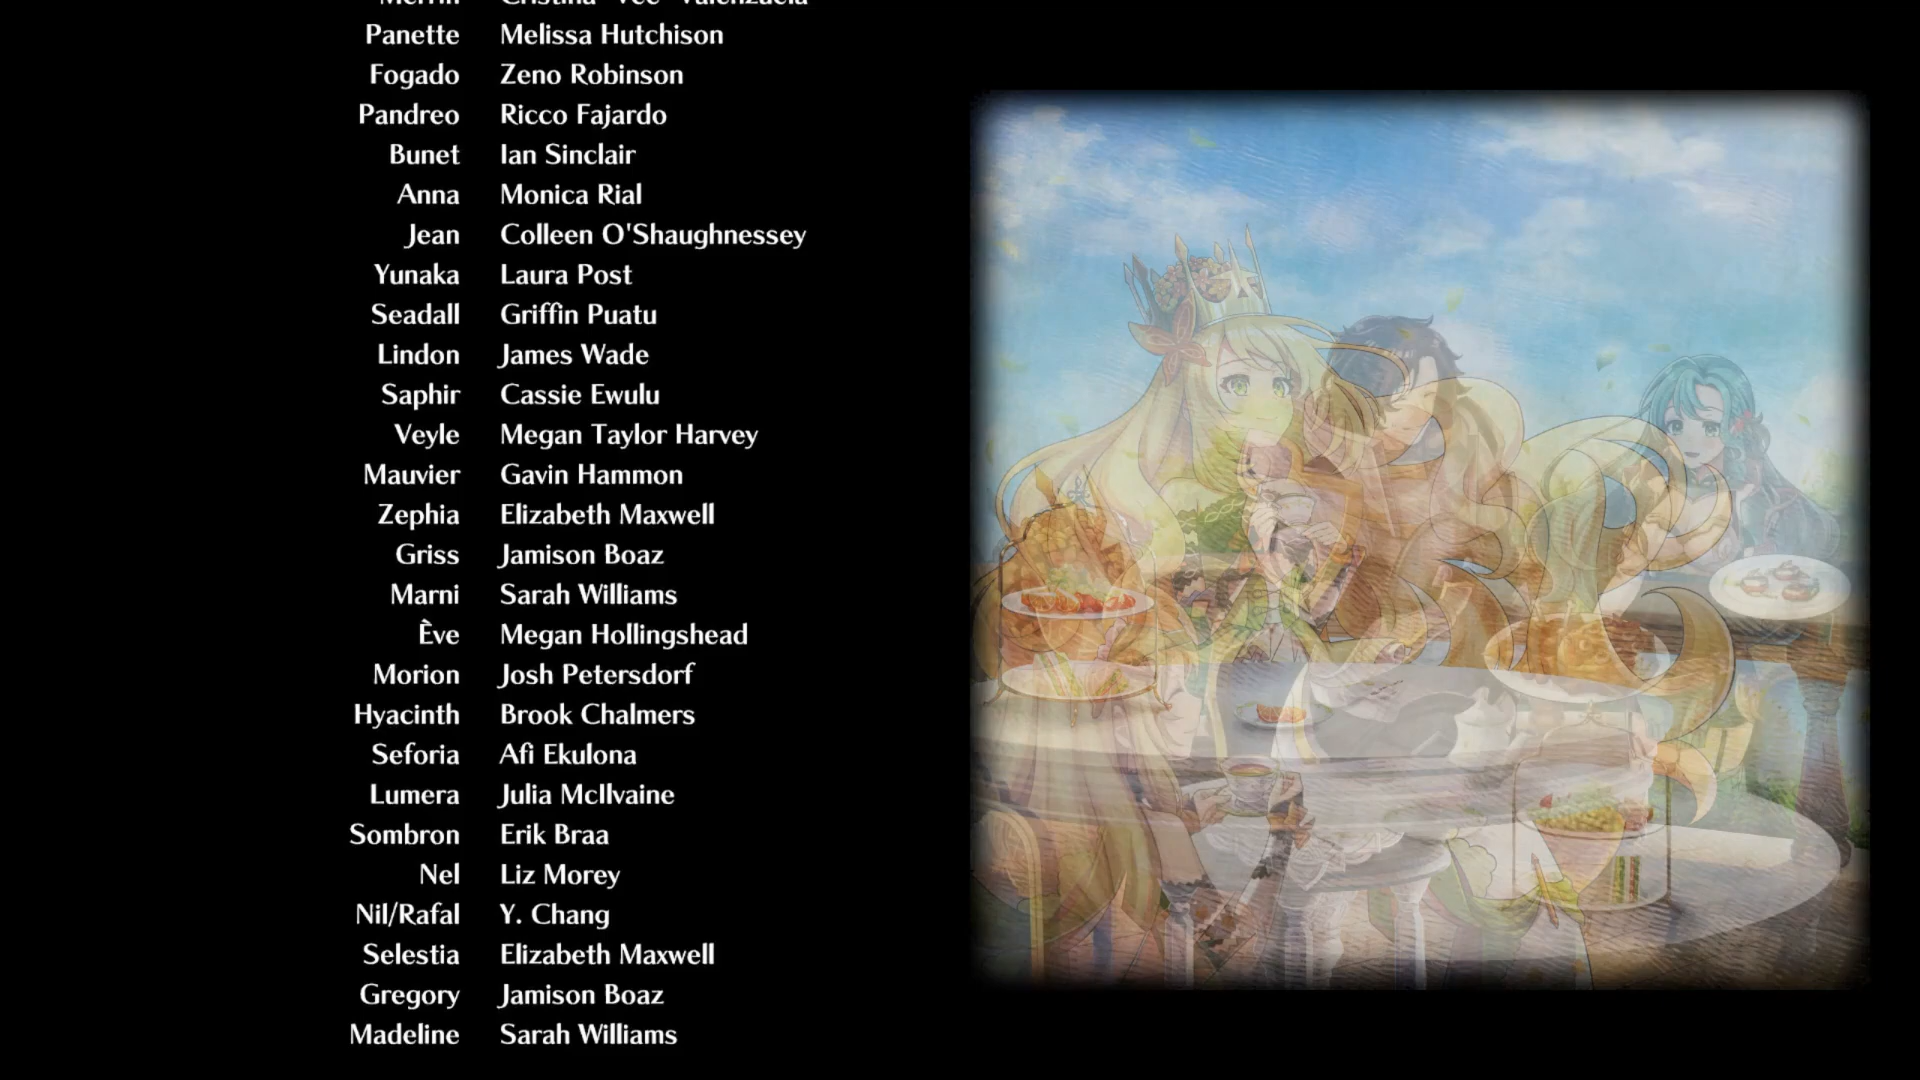 Merrin Cristina "Vee" Valenzuela
Panette Melissa Hutchison
Fogado Zeno Robinson
Pandreo Ricco Fajardo
Bunet Ian Sinclair
Anna Monica Rial
Jean Colleen O'Shaughnessey
Yunaka Laura Post
Seadall Griffin Puatu
Lindon James Wade
Saphir Cassie Ewulu
Veyle Megan Taylor Harvey
Mauvier Gavin Hammon
Zephia Elizabeth Maxwell
Griss Jamison Boaz
Marni Sarah Williams
Ève Megan Hollingshead
Morion Josh Petersdorf
Hyacinth Brook Chalmers
Seforia Afi Ekulona
Lumera Julia McIlvaine
Sombron Erik Braa
Nel Liz Morey
Nil/Rafal Y. Chang
Selestia Elizabeth Maxwell
Gregory Jamison Boaz
Madeline Sarah Williams